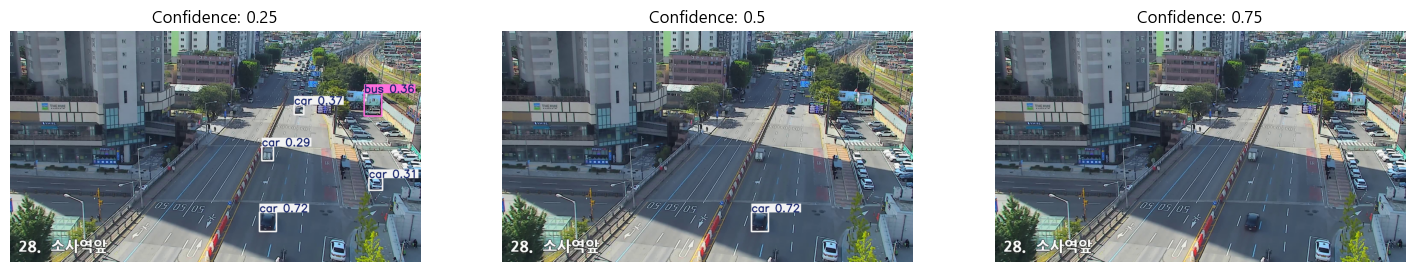 Confidence: 0.25
bus 0.36
car 0.37
car 0.29
car 0.31
car 0.72
28. 소사역앞
Confidence: 0.5
car 0.72
28. 소사역앞
Confidence: 0.75
28. 소사역앞